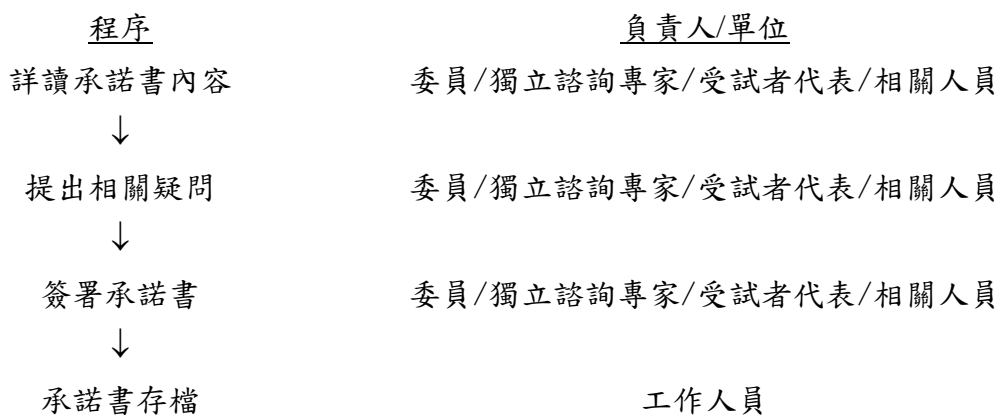 程序 負責人/單位
詳讀承諾書內容 委員/獨立諮詢專家/受試者代表/相關人員
↓
提出相關疑問 委員/獨立諮詢專家/受試者代表/相關人員
↓
簽署承諾書 委員/獨立諮詢專家/受試者代表/相關人員
↓
承諾書存檔 工作人員